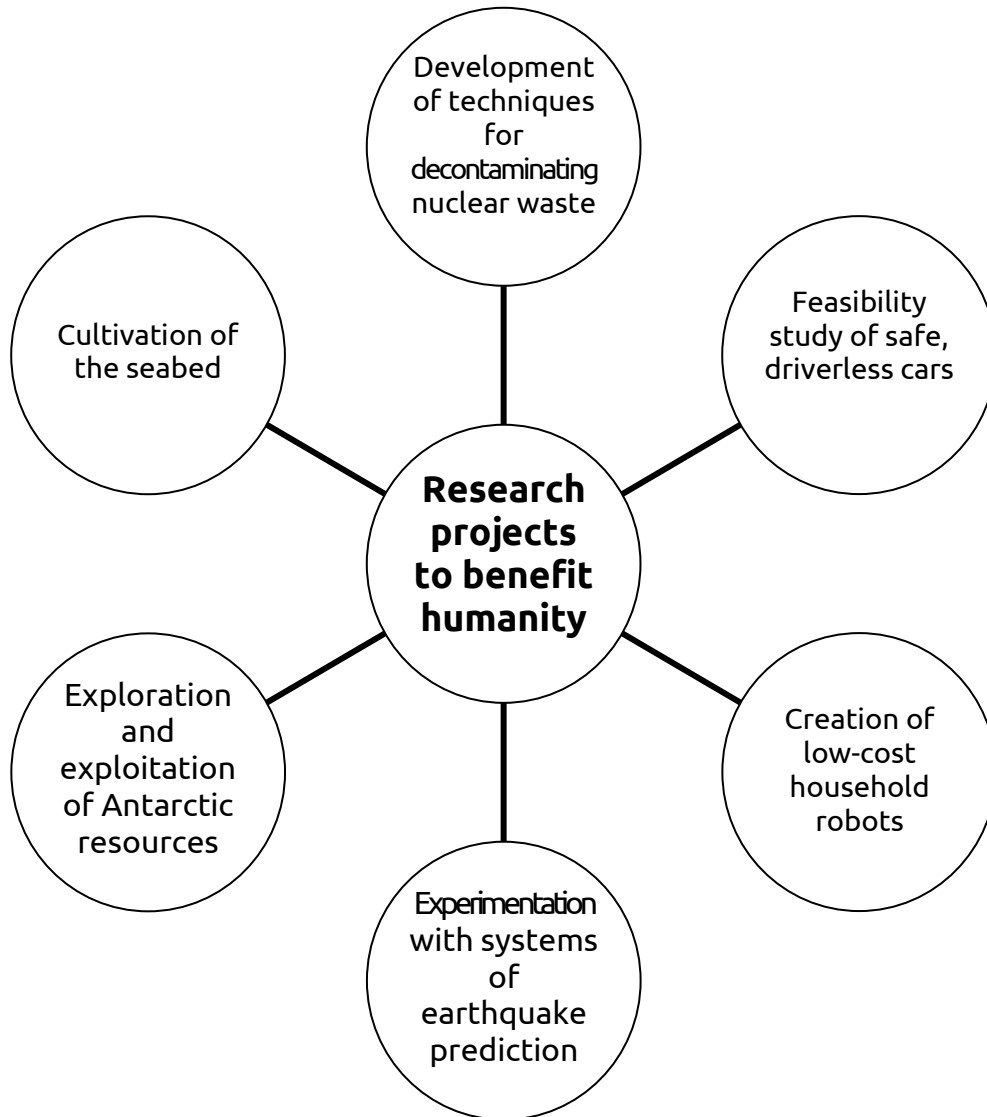 Development
of techniques
for
decontaminating
nuclear waste
Cultivation of
the seabed
Feasibility
study of safe,
driverless cars
Research
projects
to benefit
humanity
Exploration
and
exploitation
of Antarctic
resources
Creation of
low-cost
household
robots
Experimentation
with systems
of
earthquake
prediction